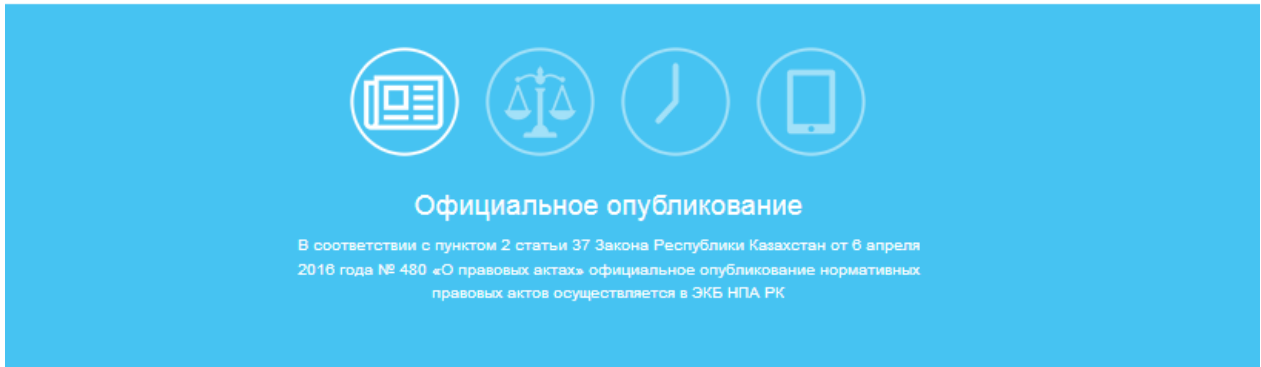 Официальное опубликование
В соответствии с пунктом 2 статьи 37 Закона Республики Казахстан от 6 апреля
2016 года № 480 «О правовых актах» официальное опубликование нормативных
правовых актов осуществляется в ЭКБ НПА РК